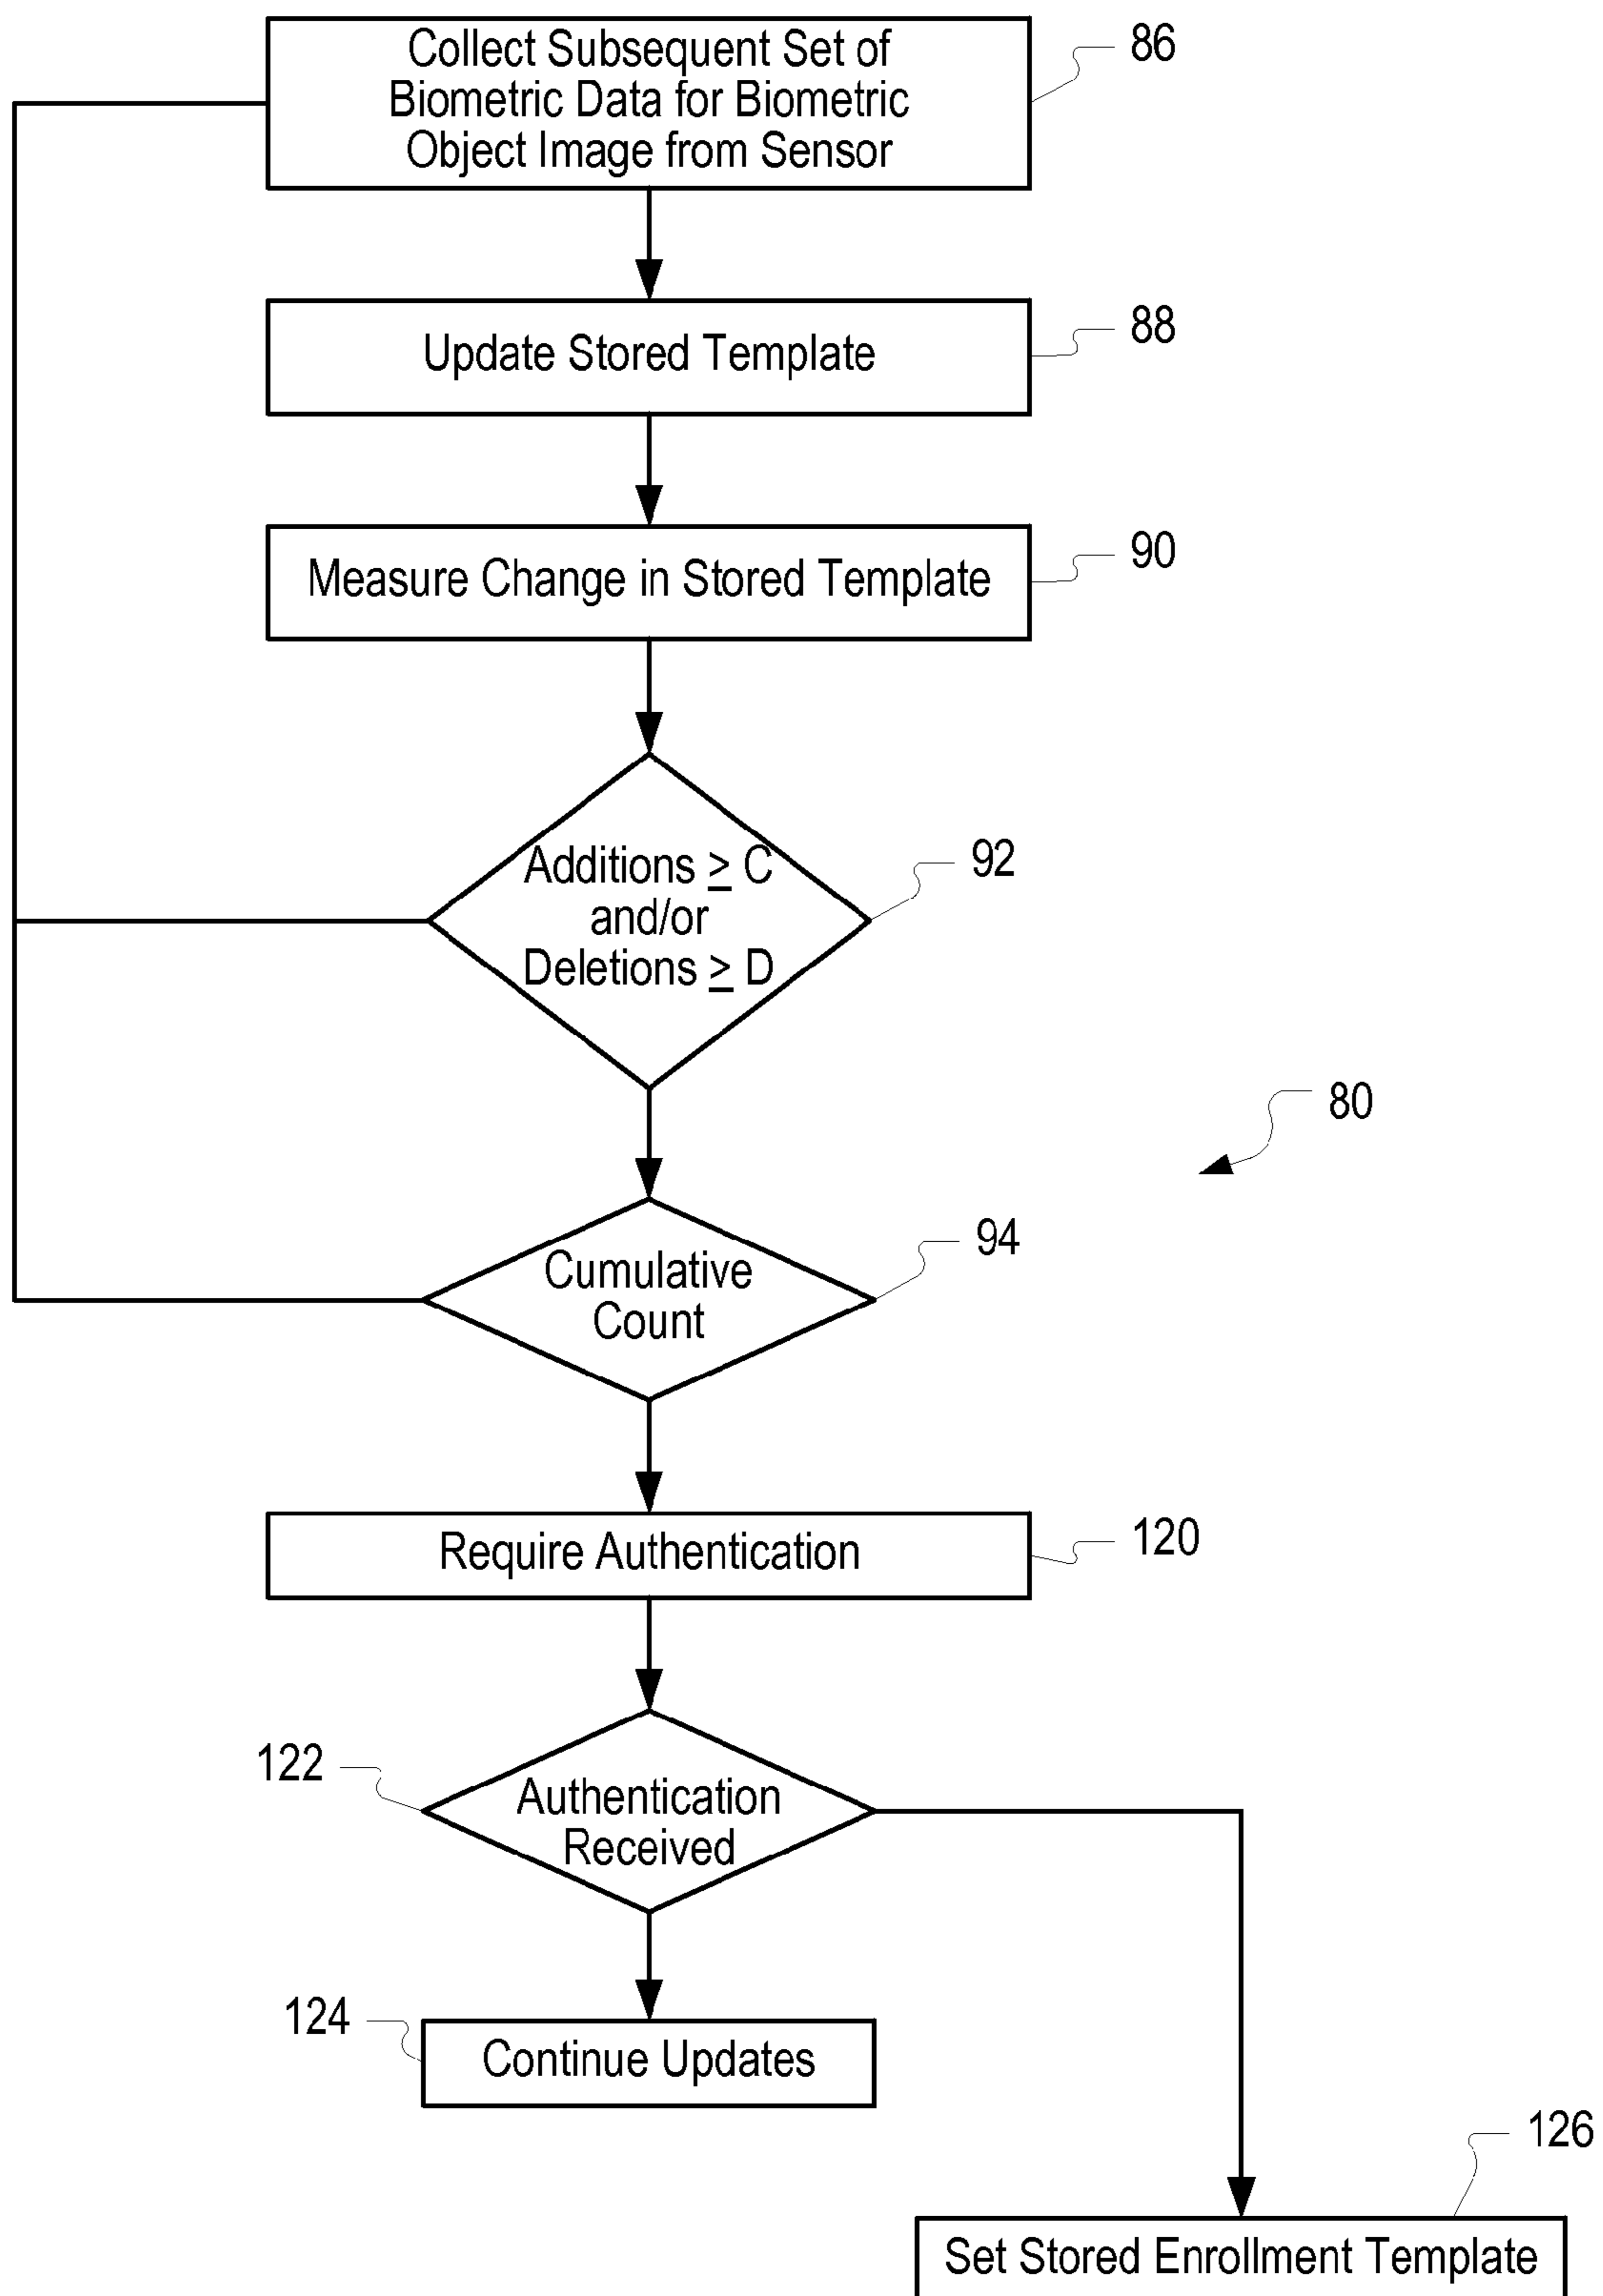 Collect Subsequent Set of
Biometric Data for Biometric
Object Image from Sensor
86
Update Stored Template
88
Measure Change in Stored Template
90
Additions ≥ C
and/or
Deletions ≥ D
92
80
Cumulative
Count
94
Require Authentication
120
122
Authentication
Received
124
Continue Updates
126
Set Stored Enrollment Template